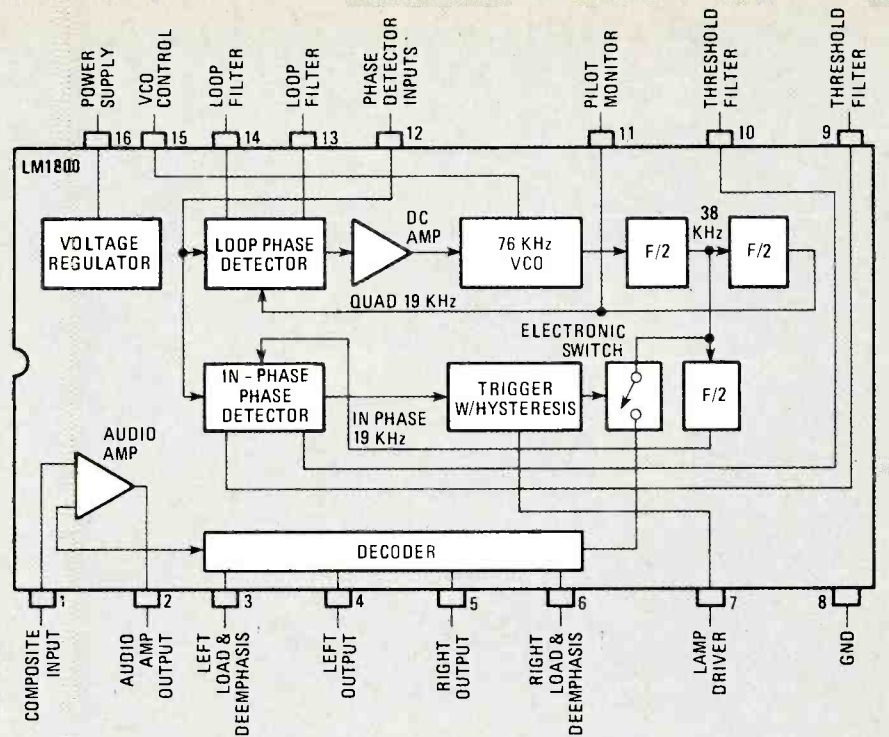 POWER
SUPPLY
VCO
CONTROL
LOOP
FILTER
LOOP
FILTER
PHASE
DETECTOR
INPUTS
PILOT
MONITOR
THRESHOLD
FILTER
THRESHOLD
FILTER
16
15
14
13
12
11
10
9
LM1800
VOLTAGE
REGULATOR
LOOP PHASE
DETECTOR
DC
AMP
76 KHz
VCO
F/2
38
KHz
F/2
QUAD 19 KHz
ELECTRONIC
SWITCH
IN-PHASE
PHASE
DETECTOR
TRIGGER
W/HYSTERESIS
F/2
IN PHASE
19 KHz
AUDIO
AMP
DECODER
1
2
3
4
5
6
7
8
COMPOSITE
INPUT
AUDIO
AMP
OUTPUT
LEFT
LOAD &
DEEMPHASIS
LEFT
OUTPUT
RIGHT
OUTPUT
RIGHT
LOAD &
DEEMPHASIS
LAMP
DRIVER
GND